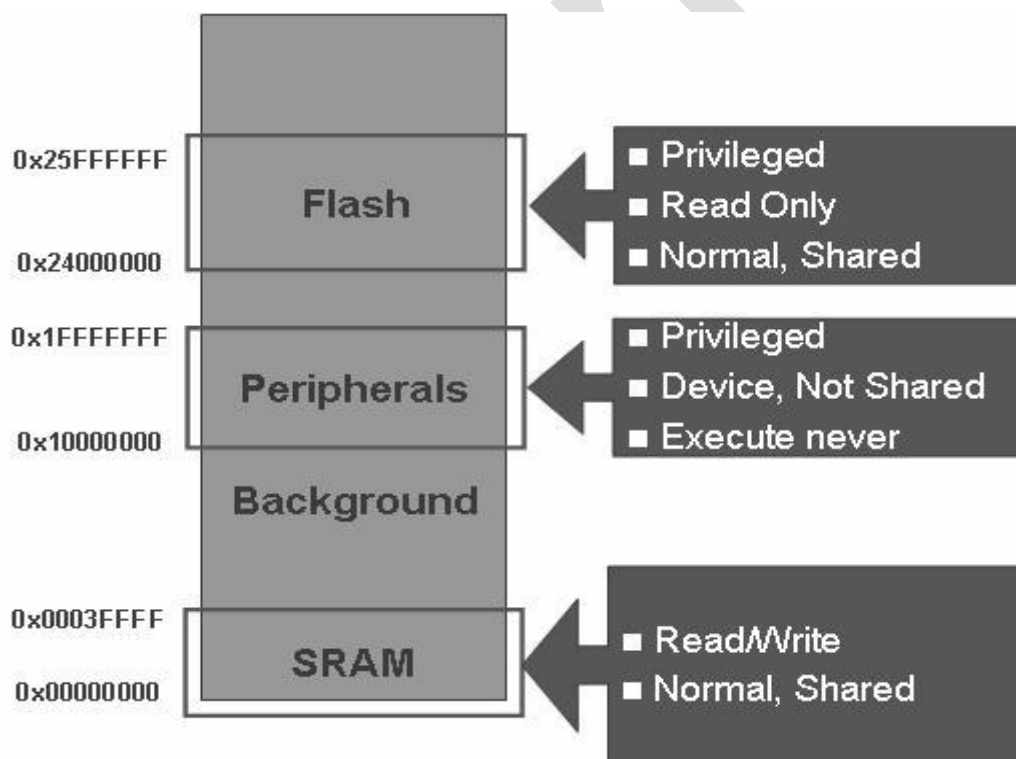 0x25FFFFFF
Flash
0x24000000
■ Privileged
■ Read Only
■ Normal, Shared
0x1FFFFFFF
Peripherals
0x10000000
■ Privileged
■ Device, Not Shared
■ Execute never
Background
0x0003FFFF
SRAM
0x00000000
■ Read/Write
■ Normal, Shared